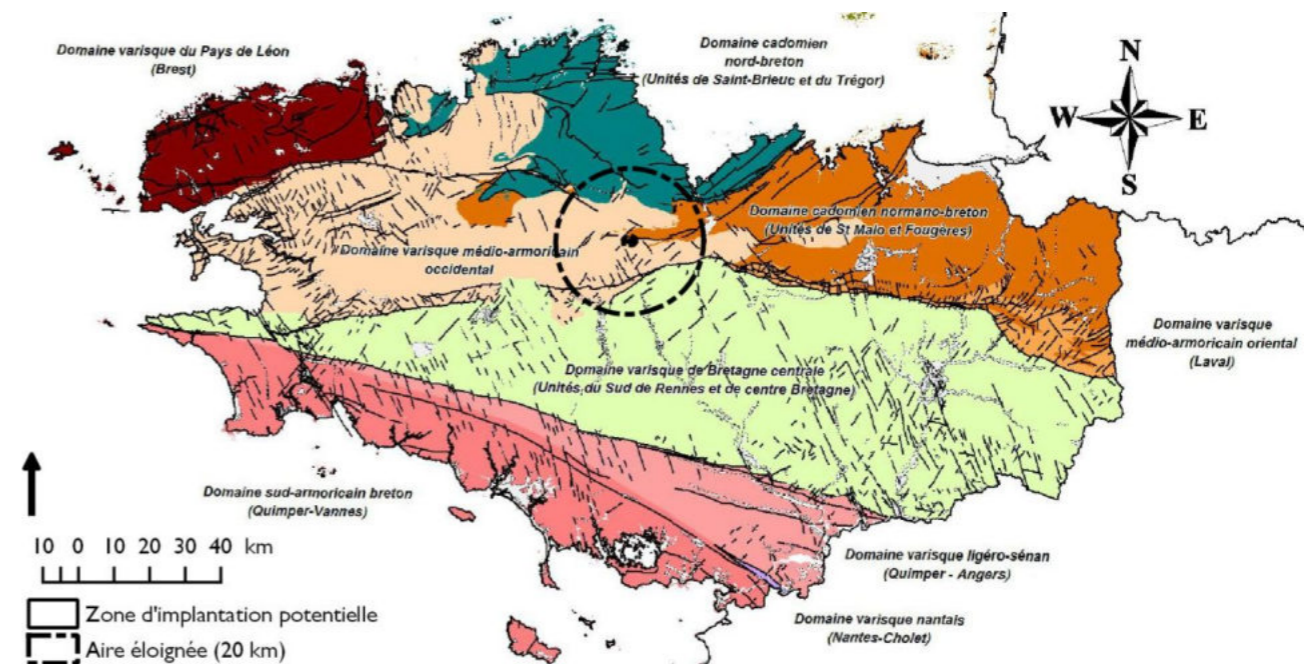 Domaine varisque du Pays de Léon
(Brest)
Domaine cadomien
nord-breton
(Unités de Saint-Brieuc et du Trégor)
N
W
E
S
Domaine cadomien normano-breton
(Unités de St Malo et Fougères)
Domaine varisque médio-armoricain
occidental
Domaine varisque
médio-armoricain oriental
(Laval)
Domaine varisque de Bretagne centrale
(Unités du Sud de Rennes et de centre Bretagne)
Domaine sud-armoricain breton
(Quimper-Vannes)
10 0 10 20 30 40 km
Domaine varisque ligéro-sénan
(Quimper - Angers)
Zone d'implantation potentielle
Domaine varisque nantais
(Nantes-Cholet)
Aire éloignée (20 km)